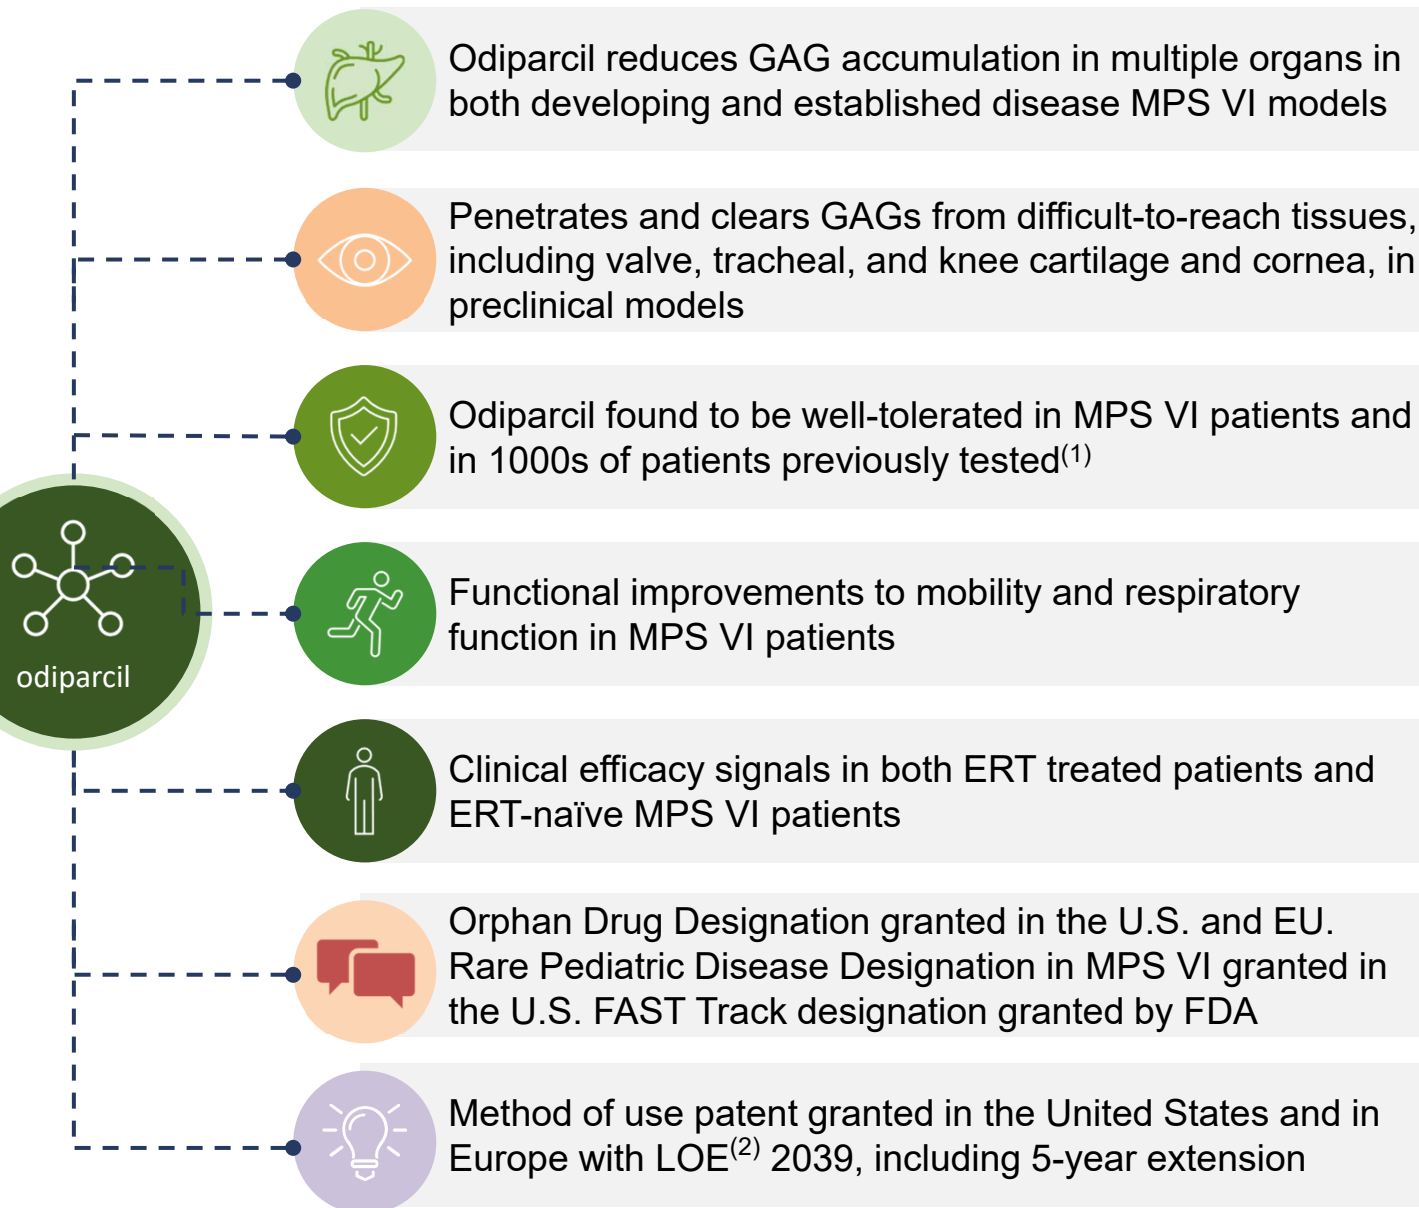 Odiparcil reduces GAG accumulation in multiple organs in
both developing and established disease MPS VI models
Penetrates and clears GAGs from difficult-to-reach tissues,
including valve, tracheal, and knee cartilage and cornea, in
preclinical models
Odiparcil found to be well-tolerated in MPS VI patients and
in 1000s of patients previously tested(1)
odiparcil
Functional improvements to mobility and respiratory
function in MPS VI patients
Clinical efficacy signals in both ERT treated patients and
ERT-naïve MPS VI patients
Orphan Drug Designation granted in the U.S. and EU.
Rare Pediatric Disease Designation in MPS VI granted in
the U.S. FAST Track designation granted by FDA
Method of use patent granted in the United States and in
Europe with LOE(2) 2039, including 5-year extension